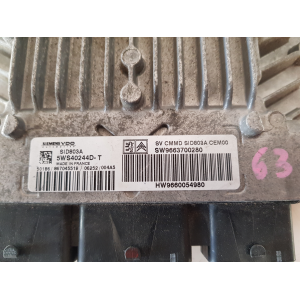 SIEMENS VDO
SID803A
5WS40244D-T
MADE IN FRANCE
SV CMMD SID803A CEM00
SW9663700280
HW9660054980
63